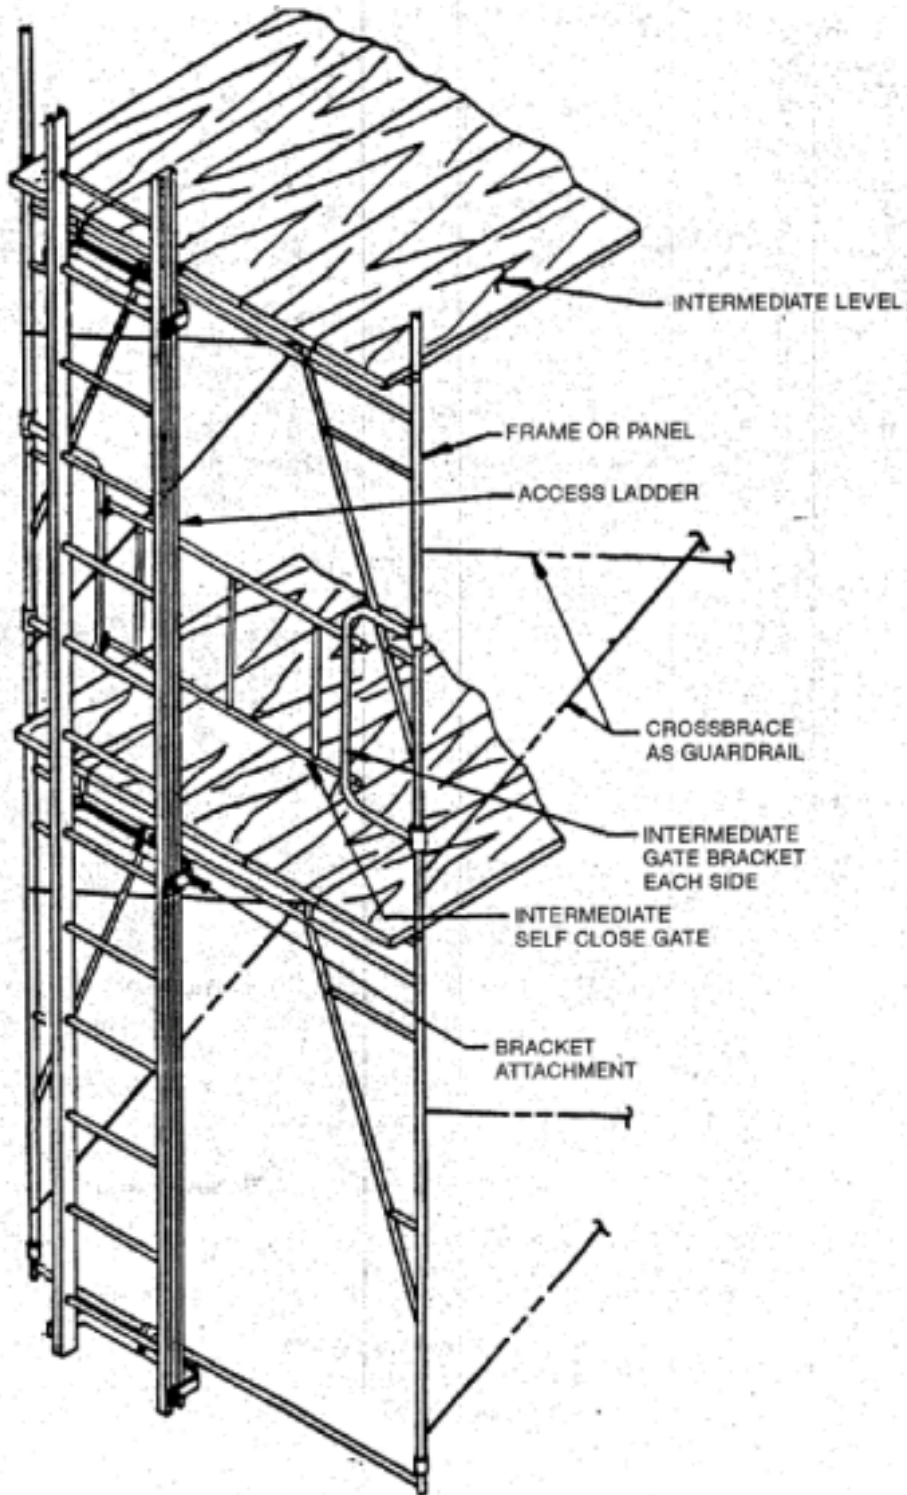 INTERMEDIATE LEVEL
FRAME OR PANEL
ACCESS LADDER
CROSSBRACE
AS GUARDRAIL
INTERMEDIATE
GATE BRACKET
EACH SIDE
INTERMEDIATE
SELF CLOSE GATE
BRACKET
ATTACHMENT